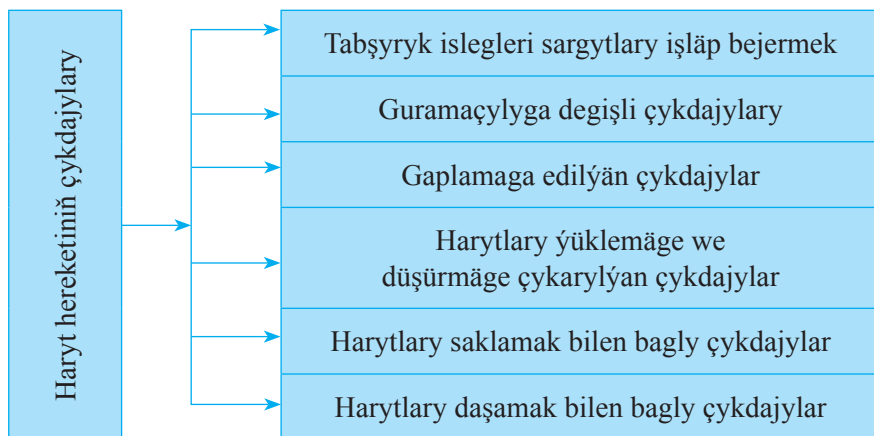 Haryt hereketiniň çykdajylary
Tabşyryk islegleri sargytlary işläp bejermek
Guramaçylyga degişli çykdajylary
Gaplamaga edilýän çykdajylar
Harytlary ýüklemäge we
düşürmäge çykarylýan çykdajylar
Harytlary saklamak bilen bagly çykdajylar
Harytlary daşamak bilen bagly çykdajylar